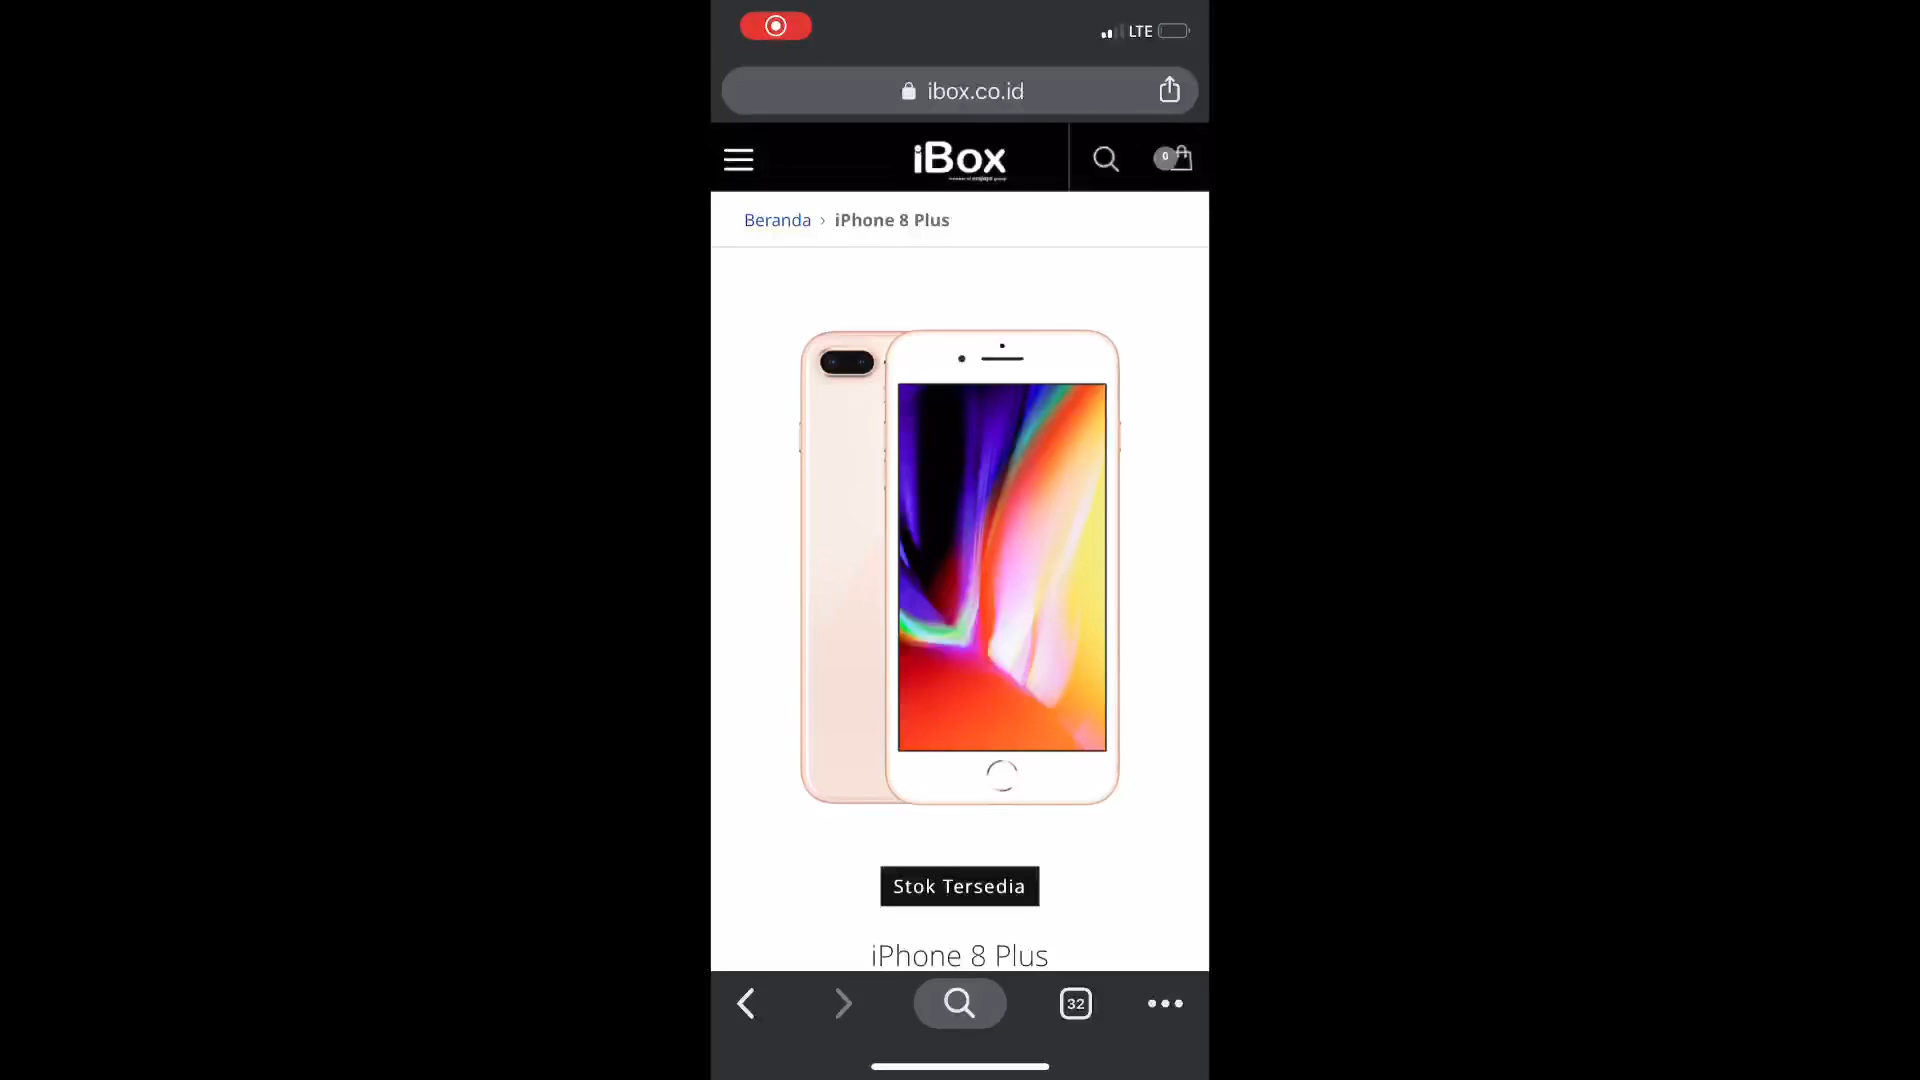 LTE
ibox.co.id
iBox
0
Beranda › iPhone 8 Plus
Stok Tersedia
iPhone 8 Plus
32